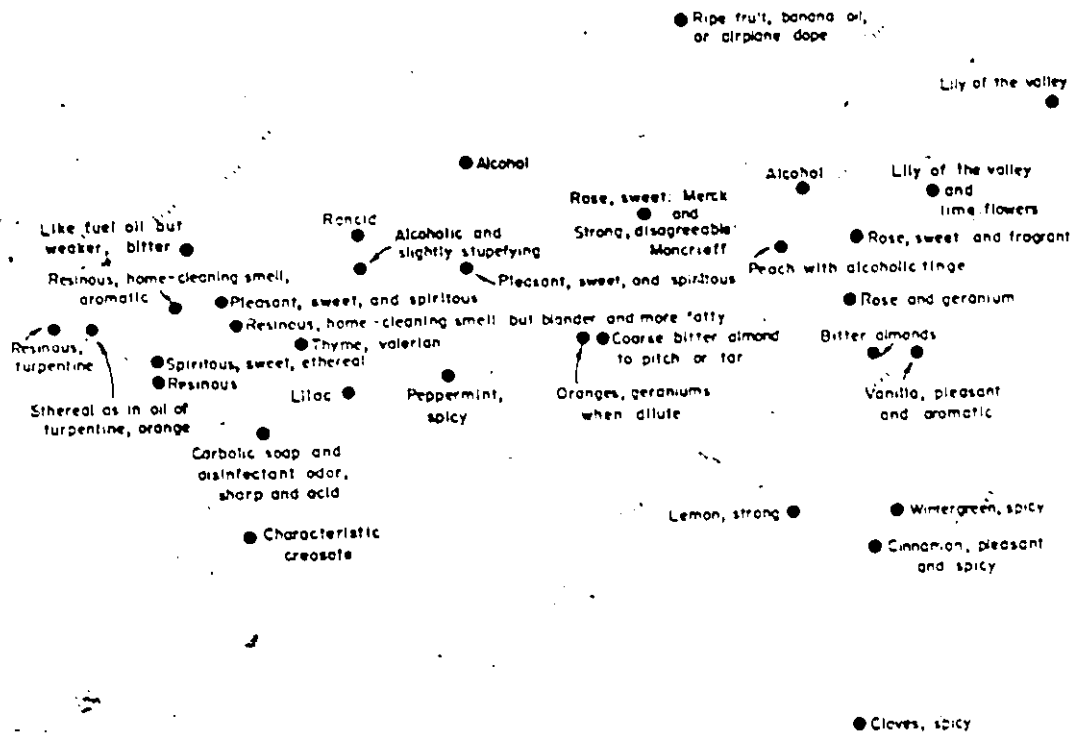 Ripe fruit, banana oil,
or airplane dope
Lily of the valley
Alcohol
Alcohol
Lily of the valley
and
lime flowers
Rose, sweet: Merck
and
Strong, disagreeable:
Moncrieff
Rancid
Like fuel oil but
weaker, bitter
Alcoholic and
slightly stupefying
Rose, sweet and fragrant
Peach with alcoholic tinge
Resinous, home-cleaning smell,
aromatic
Pleasant, sweet, and spiritous
Pleasant, sweet, and spiritous
Rose and geranium
Resinous, home-cleaning smell but blander and more fatty
Resinous,
turpentine
Thyme, valerian
Coarse bitter almond
to pitch or tar
Bitter almonds
Spiritous, sweet, ethereal
Resinous
Lilac
Peppermint,
spicy
Oranges, geraniums
when dilute
Vanilla, pleasant
and aromatic
Ethereal as in oil of
turpentine, orange
Carbolic soap and
disinfectant odor,
sharp and acid
Lemon, strong
Wintergreen, spicy
Characteristic
creosote
Cinnamon, pleasant
and spicy
Cloves, spicy